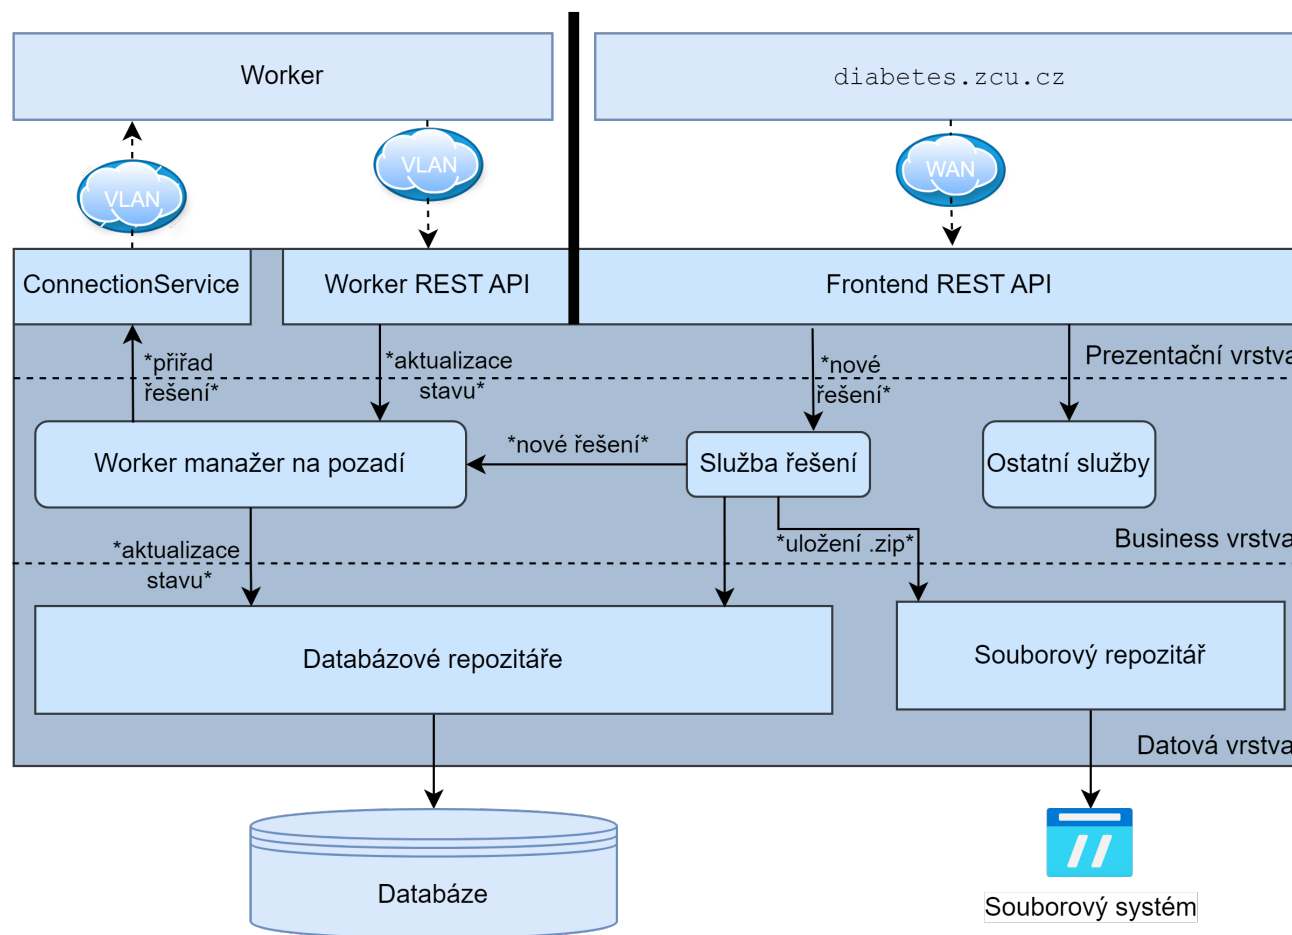 Worker
diabetes.zcu.cz
VLAN
VLAN
WAN
ConnectionService
Worker REST API
Frontend REST API
*přiřad
řešení*
*aktualizace
stavu*
*nové
řešení*
Prezentační vrstva
Worker manažer na pozadí
*nové řešení*
Služba řešení
Ostatní služby
*aktualizace
stavu*
*uložení .zip*
Business vrstva
Databázové repozitáře
Souborový repozitář
Datová vrstva
Databáze
Souborový systém